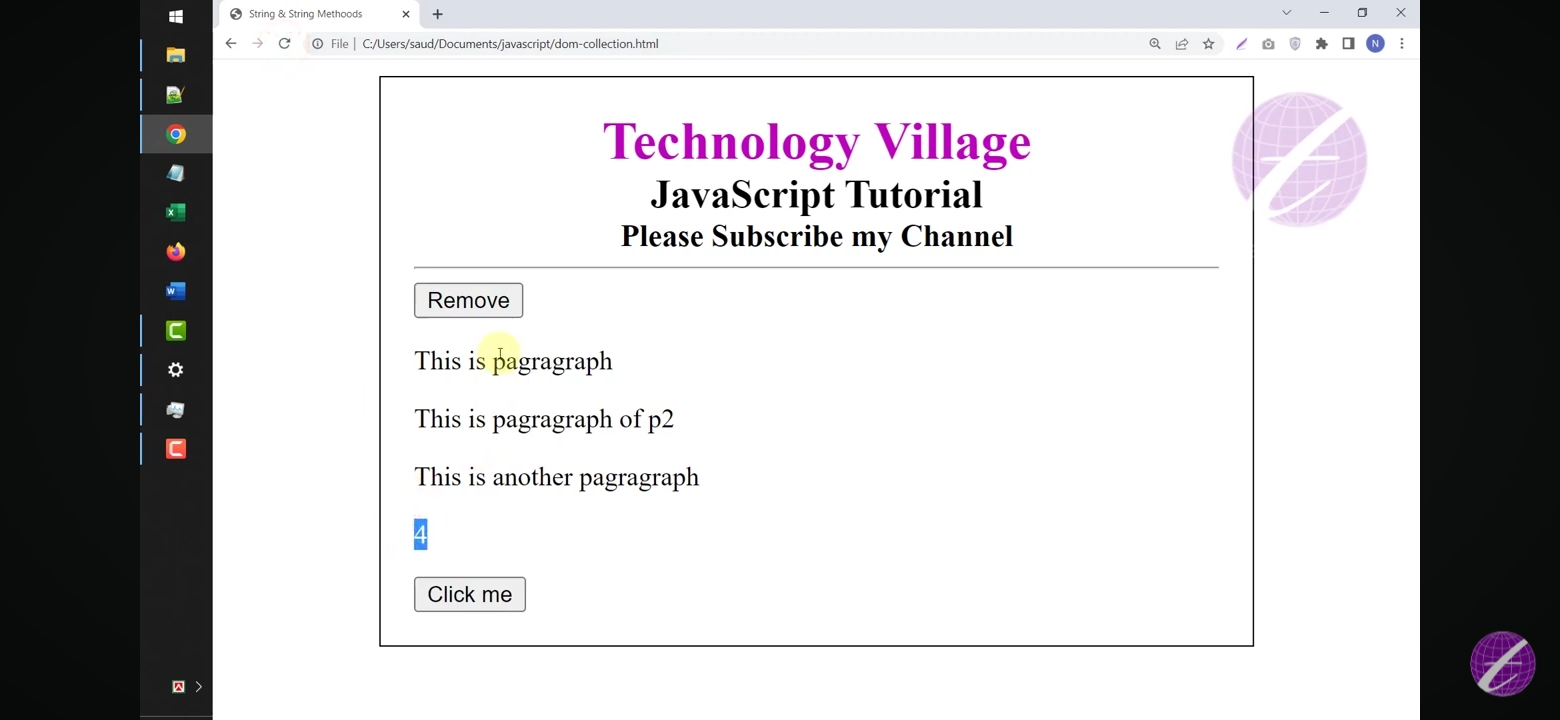 String & String Methoods
File
C:/Users/saud/Documents/javascript/dom-collection.html
N
Technology Village
JavaScript Tutorial
Please Subscribe my Channel
Remove
This is pagragraph
This is pagragraph of p2
This is another pagragraph
4
Click me